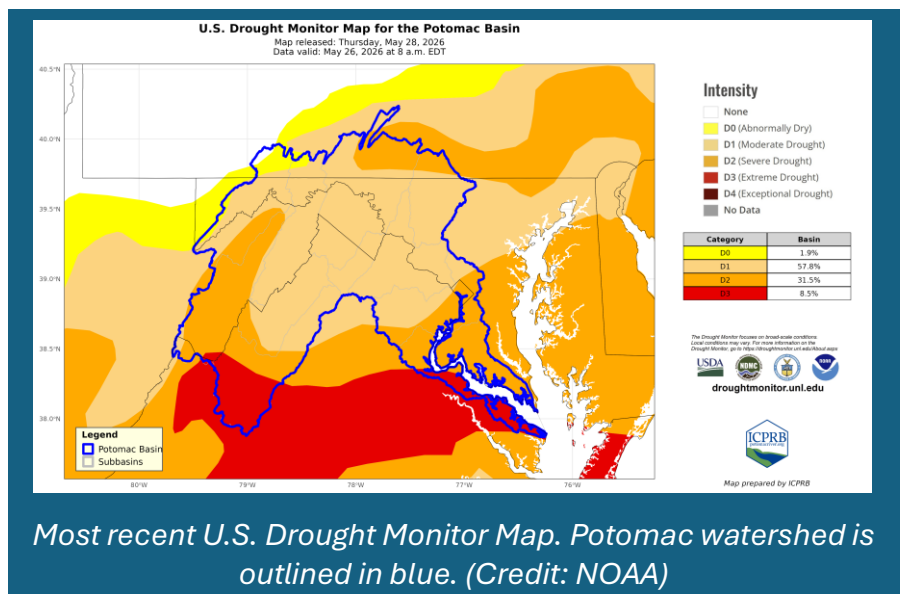 U.S. Drought Monitor Map for the Potomac Basin
Map released: Thursday, May 28, 2026
Data valid: May 26, 2026 at 8 a.m. EDT
40.5°N
40.0°N
39.5°N
39.0°N
38.5°N
38.0°N
80°W
79°W
78°W
77°W
76°W
Legend
Potomac Basin
Subbasins
Intensity
None
D0 (Abnormally Dry)
D1 (Moderate Drought)
D2 (Severe Drought)
D3 (Extreme Drought)
D4 (Exceptional Drought)
No Data
Category Basin
D0 1.9%
D1 57.8%
D2 31.5%
D3 8.5%
The Drought Monitor focuses on broad-scale conditions.
Local conditions may vary. For more information on the
Drought Monitor, go to https://droughtmonitor.unl.edu/About.aspx
USDA
NDMC
NOAA
droughtmonitor.unl.edu
ICPRB
Map prepared by ICPRB
Most recent U.S. Drought Monitor Map. Potomac watershed is
outlined in blue. (Credit: NOAA)